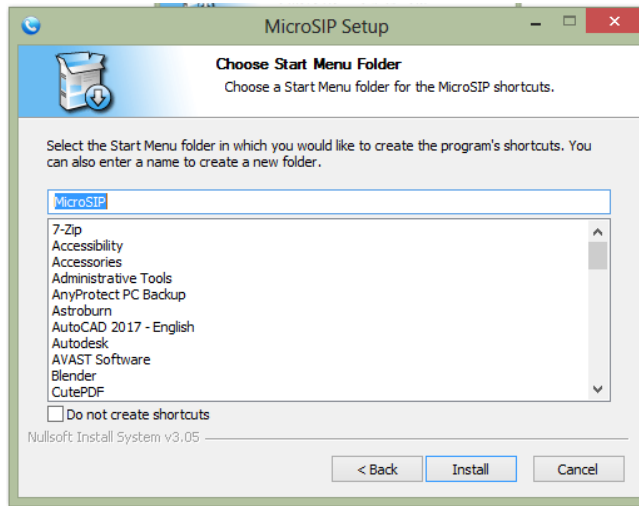 MicroSIP Setup
Choose Start Menu Folder
Choose a Start Menu folder for the MicroSIP shortcuts.
Select the Start Menu folder in which you would like to create the program's shortcuts. You
can also enter a name to create a new folder.
MicroSIP
7-Zip
Accessibility
Accessories
Administrative Tools
AnyProtect PC Backup
Astroburn
AutoCAD 2017 - English
Autodesk
AVAST Software
Blender
CutePDF
Do not create shortcuts
Nullsoft Install System v3.05
< Back Install Cancel